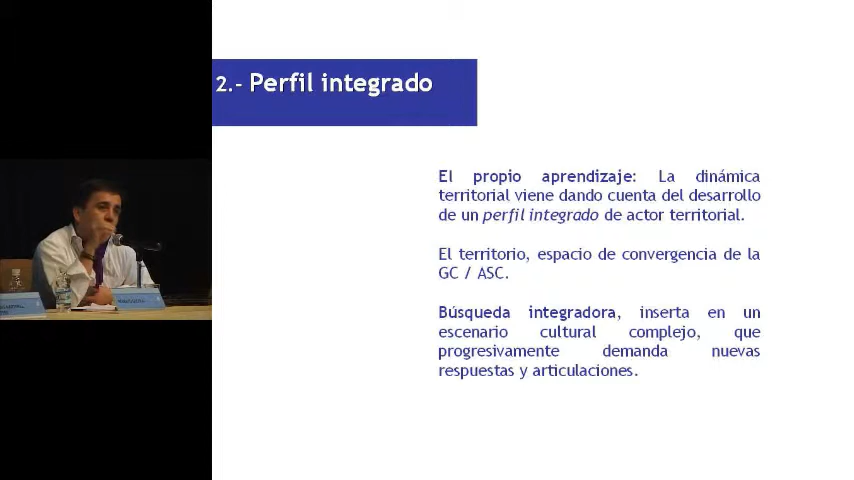 2.- Perfil integrado
El propio aprendizaje: La dinámica
territorial viene dando cuenta del desarrollo
de un perfil integrado de actor territorial.
El territorio, espacio de convergencia de la
GC / ASC.
Búsqueda integradora, inserta en un
escenario cultural complejo, que
progresivamente demanda nuevas
respuestas y articulaciones.